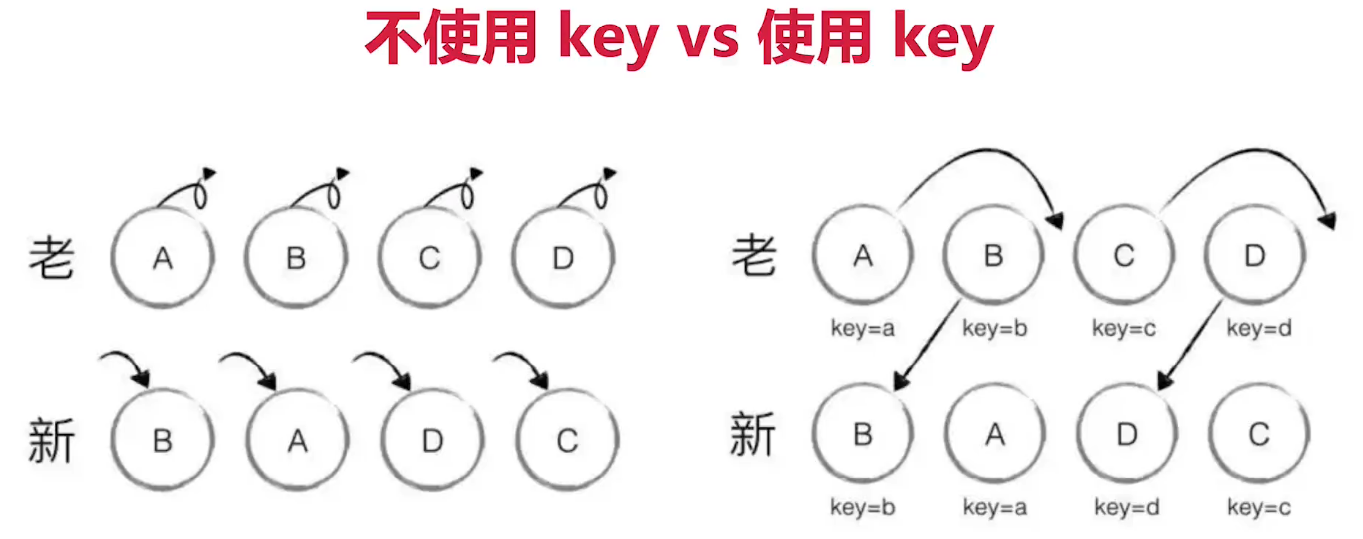 不使用 key vs 使用 key
老 A B C D
新 B A D C
老 A B C D
key=a key=b key=c key=d
新 B A D C
key=b key=a key=d key=c